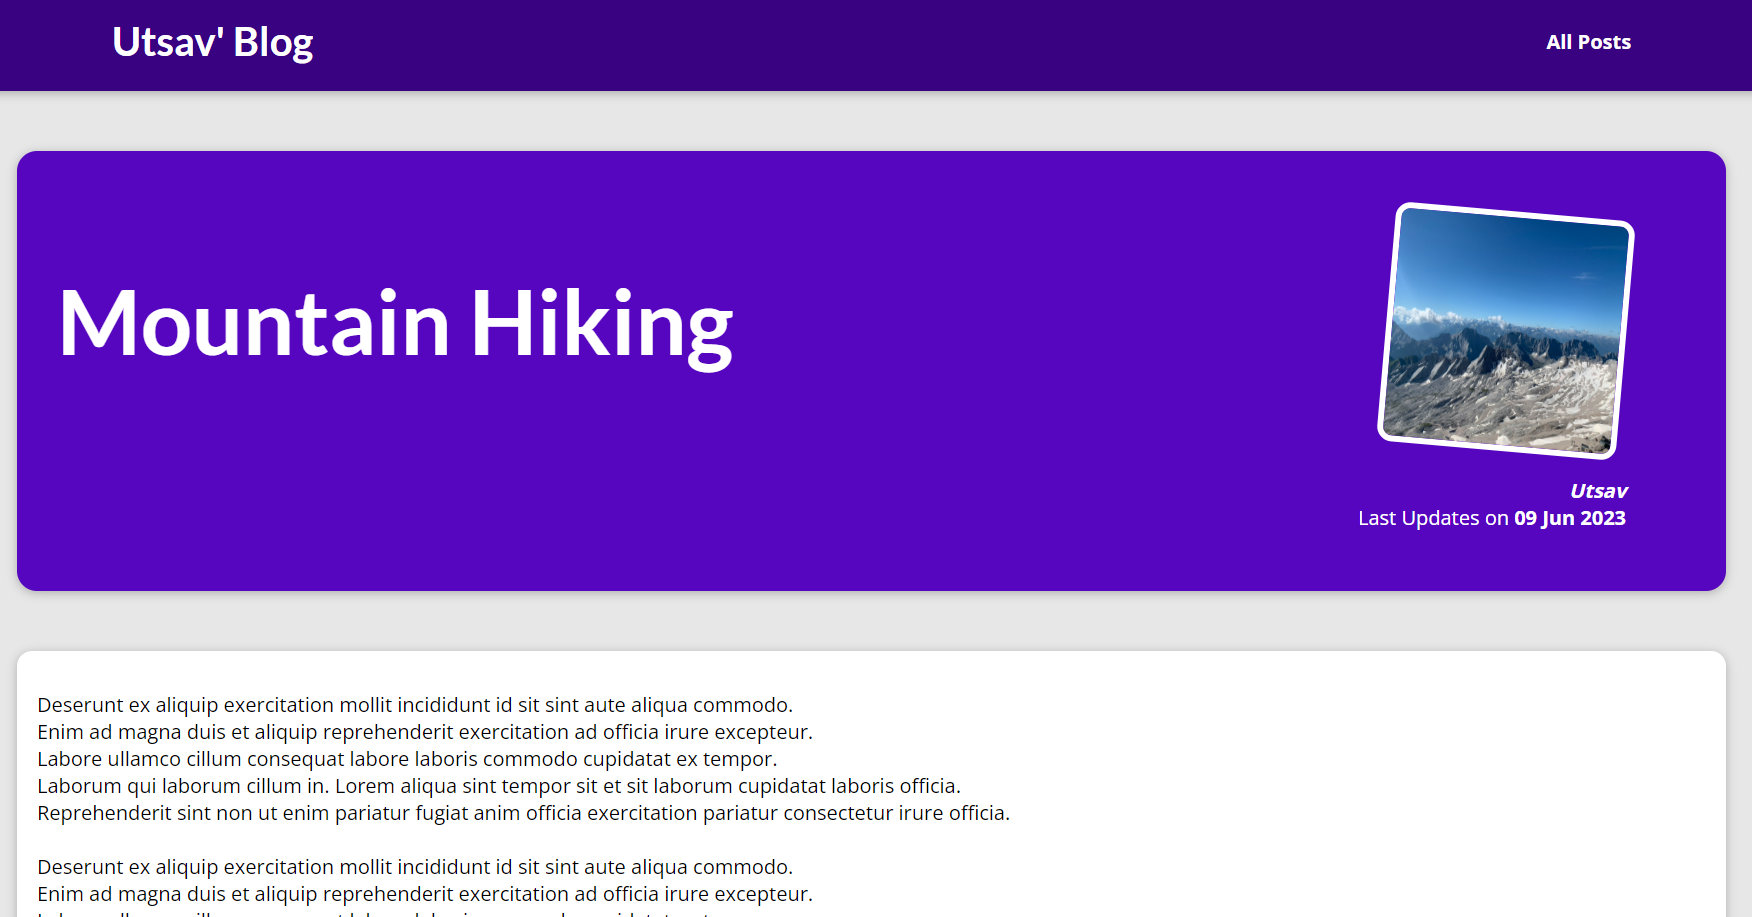 Utsav' Blog
All Posts
Mountain Hiking
Utsav
Last Updates on 09 Jun 2023
Deserunt ex aliquip exercitation mollit incididunt id sit sint aute aliqua commodo.
Enim ad magna duis et aliquip reprehenderit exercitation ad officia irure excepteur.
Labore ullamco cillum consequat labore laboris commodo cupidatat ex tempor.
Laborum qui laborum cillum in. Lorem aliqua sint tempor sit et sit laborum cupidatat laboris officia.
Reprehenderit sint non ut enim pariatur fugiat anim officia exercitation pariatur consectetur irure officia.
Deserunt ex aliquip exercitation mollit incididunt id sit sint aute aliqua commodo.
Enim ad magna duis et aliquip reprehenderit exercitation ad officia irure excepteur.